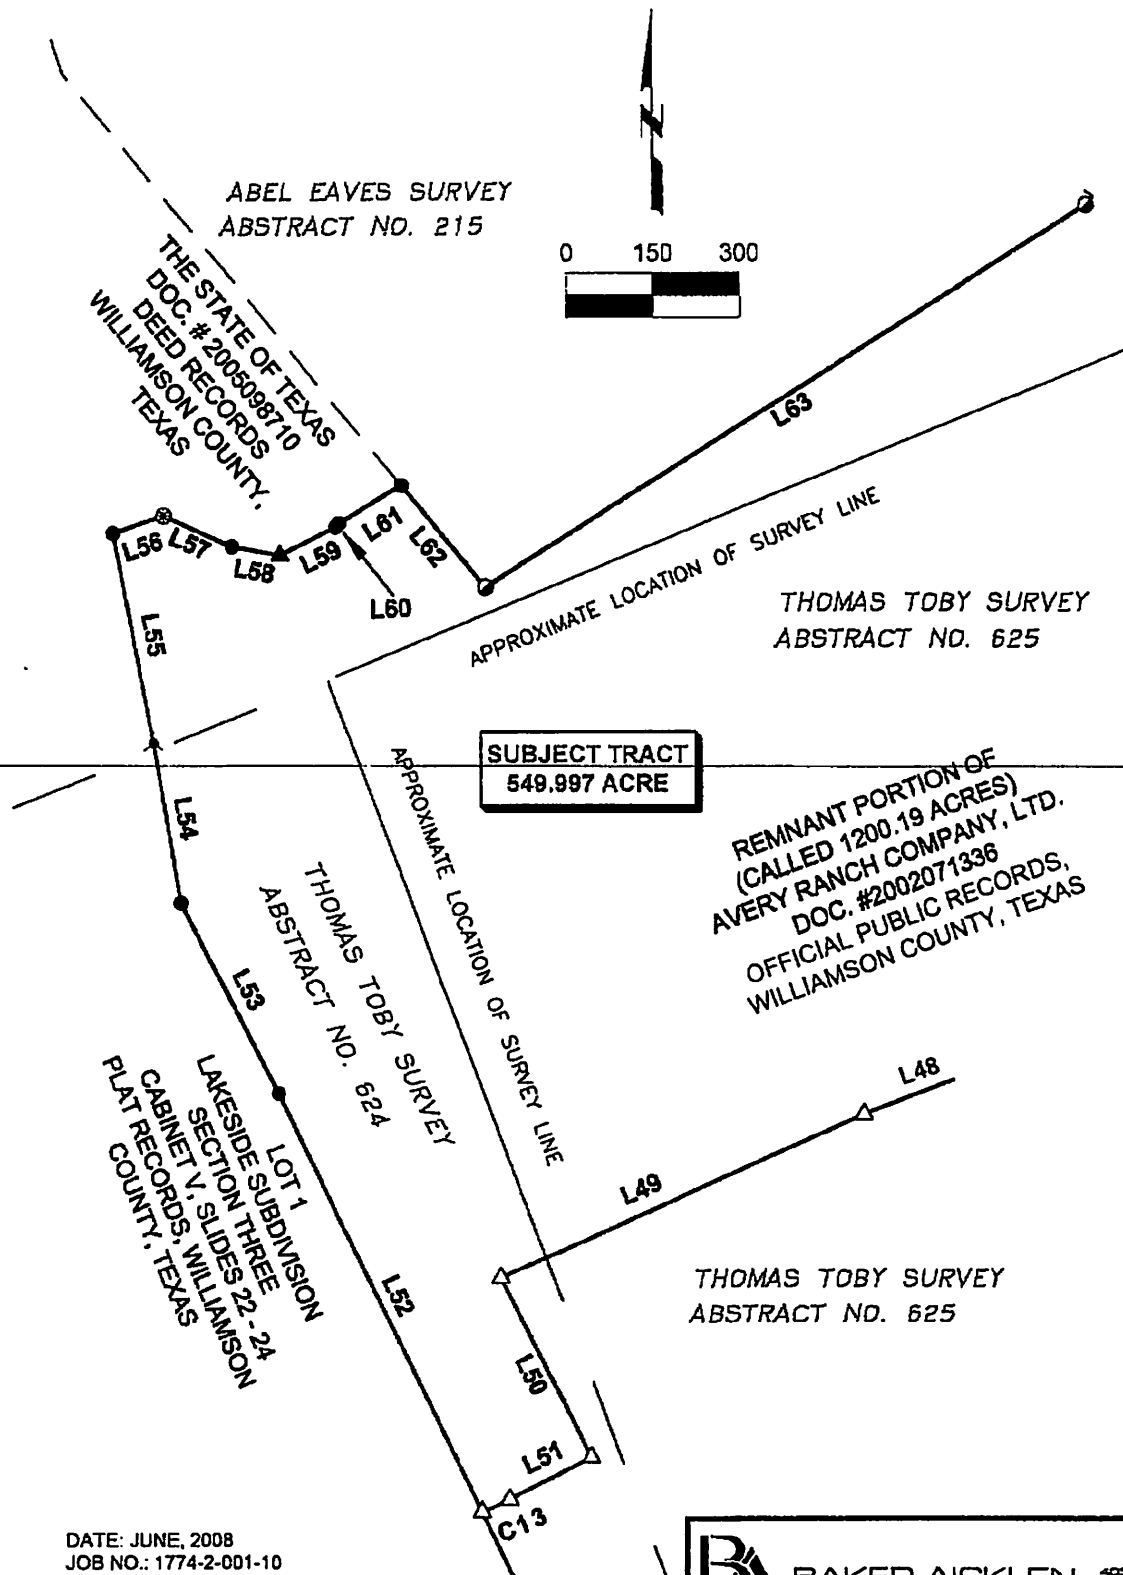 ABEL EAVES SURVEY
ABSTRACT NO. 215
N
0 150 300
THE STATE OF TEXAS
DOC. # 2005098710
DEED RECORDS
WILLIAMSON COUNTY,
TEXAS
L63
L56
L57
L58
L59
L60
L61
L62
APPROXIMATE LOCATION OF SURVEY LINE
THOMAS TOBY SURVEY
ABSTRACT NO. 625
L55
SUBJECT TRACT
549.997 ACRE
APPROXIMATE LOCATION OF SURVEY LINE
REMNANT PORTION OF
(CALLED 1200.19 ACRES)
AVERY RANCH COMPANY, LTD.
DOC. #2002071336
OFFICIAL PUBLIC RECORDS,
WILLIAMSON COUNTY, TEXAS
L54
THOMAS TOBY SURVEY
ABSTRACT NO. 624
L53
L48
LOT 1
LAKESIDE SUBDIVISION
SECTION THREE
CABINET V, SLIDES 22 - 24
PLAT RECORDS, WILLIAMSON
COUNTY, TEXAS
L49
L52
THOMAS TOBY SURVEY
ABSTRACT NO. 625
L50
L51
C13
DATE: JUNE, 2008
JOB NO.: 1774-2-001-10
BAKER-AICKLEN